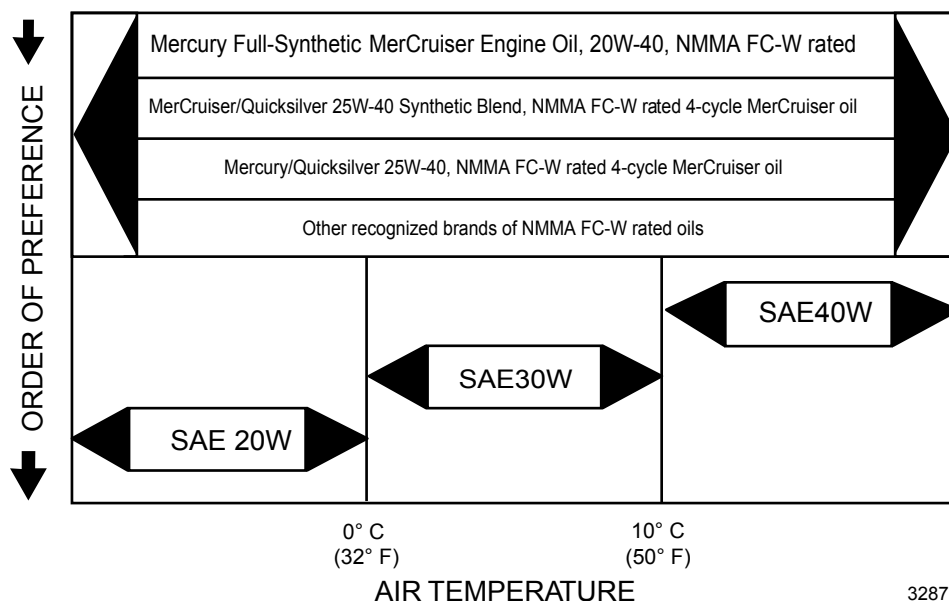 ORDER OF PREFERENCE
Mercury Full-Synthetic MerCruiser Engine Oil, 20W-40, NMMA FC-W rated
MerCruiser/Quicksilver 25W-40 Synthetic Blend, NMMA FC-W rated 4-cycle MerCruiser oil
Mercury/Quicksilver 25W-40, NMMA FC-W rated 4-cycle MerCruiser oil
Other recognized brands of NMMA FC-W rated oils
SAE40W
SAE30W
SAE 20W
0° C
(32° F)
10° C
(50° F)
AIR TEMPERATURE
3287